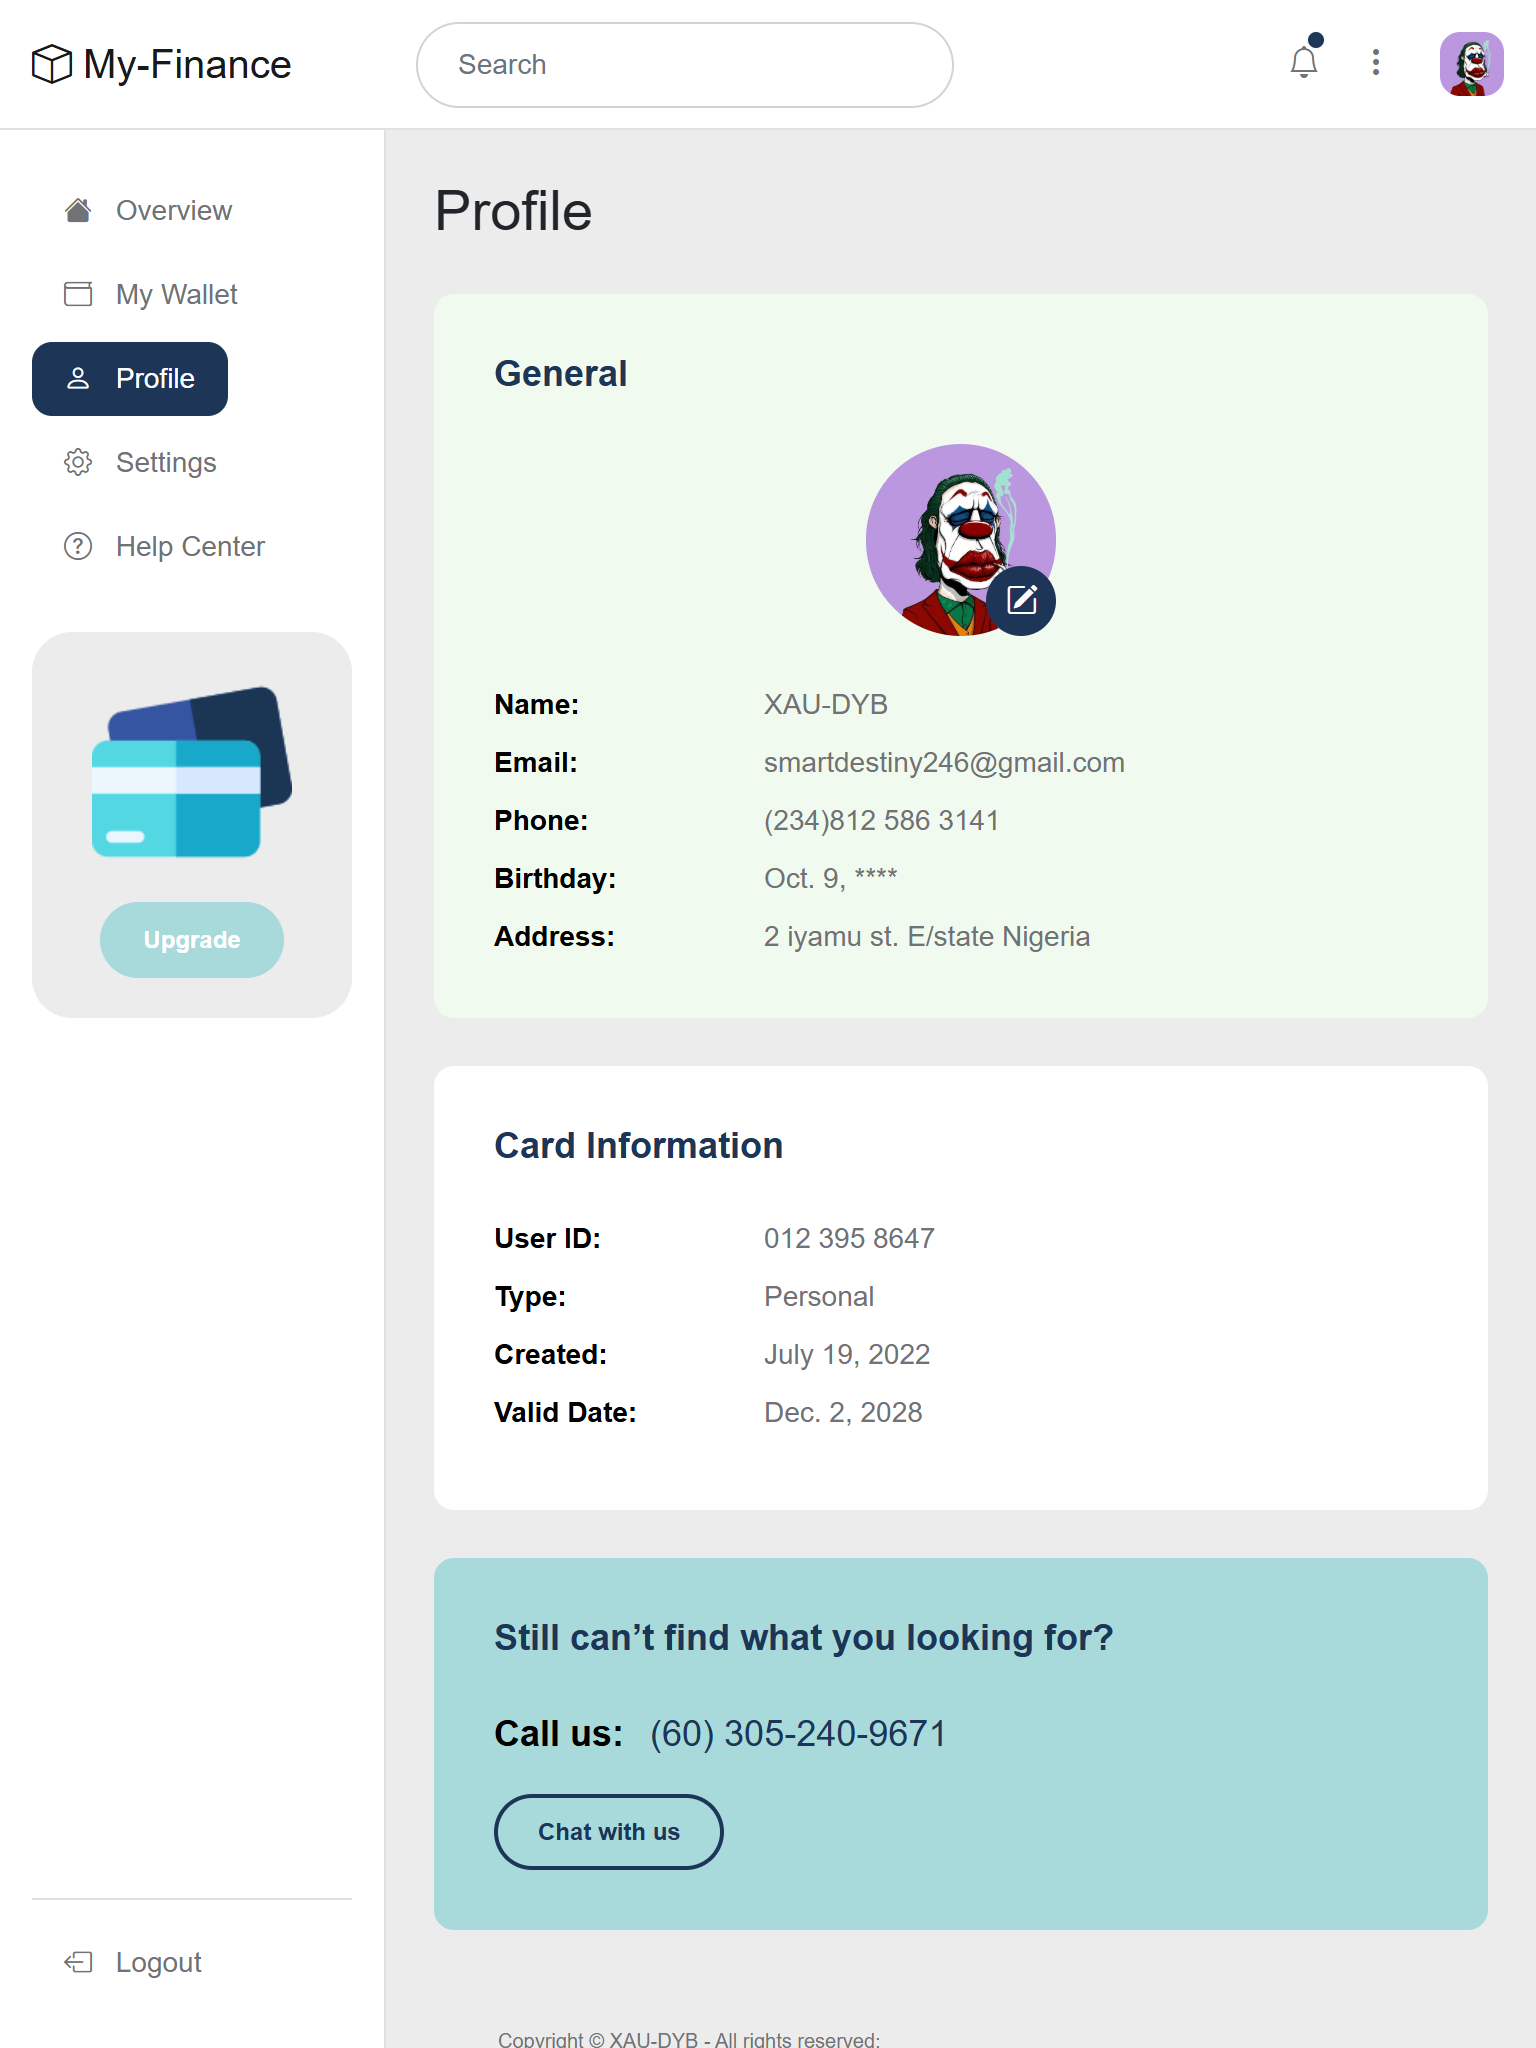 My-Finance
Search
Overview
My Wallet
Profile
Settings
Help Center
Upgrade
Logout
Profile
General
Name: XAU-DYB
Email: smartdestiny246@gmail.com
Phone: (234)812 586 3141
Birthday: Oct. 9, ****
Address: 2 iyamu st. E/state Nigeria
Card Information
User ID: 012 395 8647
Type: Personal
Created: July 19, 2022
Valid Date: Dec. 2, 2028
Still can’t find what you looking for?
Call us: (60) 305-240-9671
Chat with us
Copyright © XAU-DYB - All rights reserved: